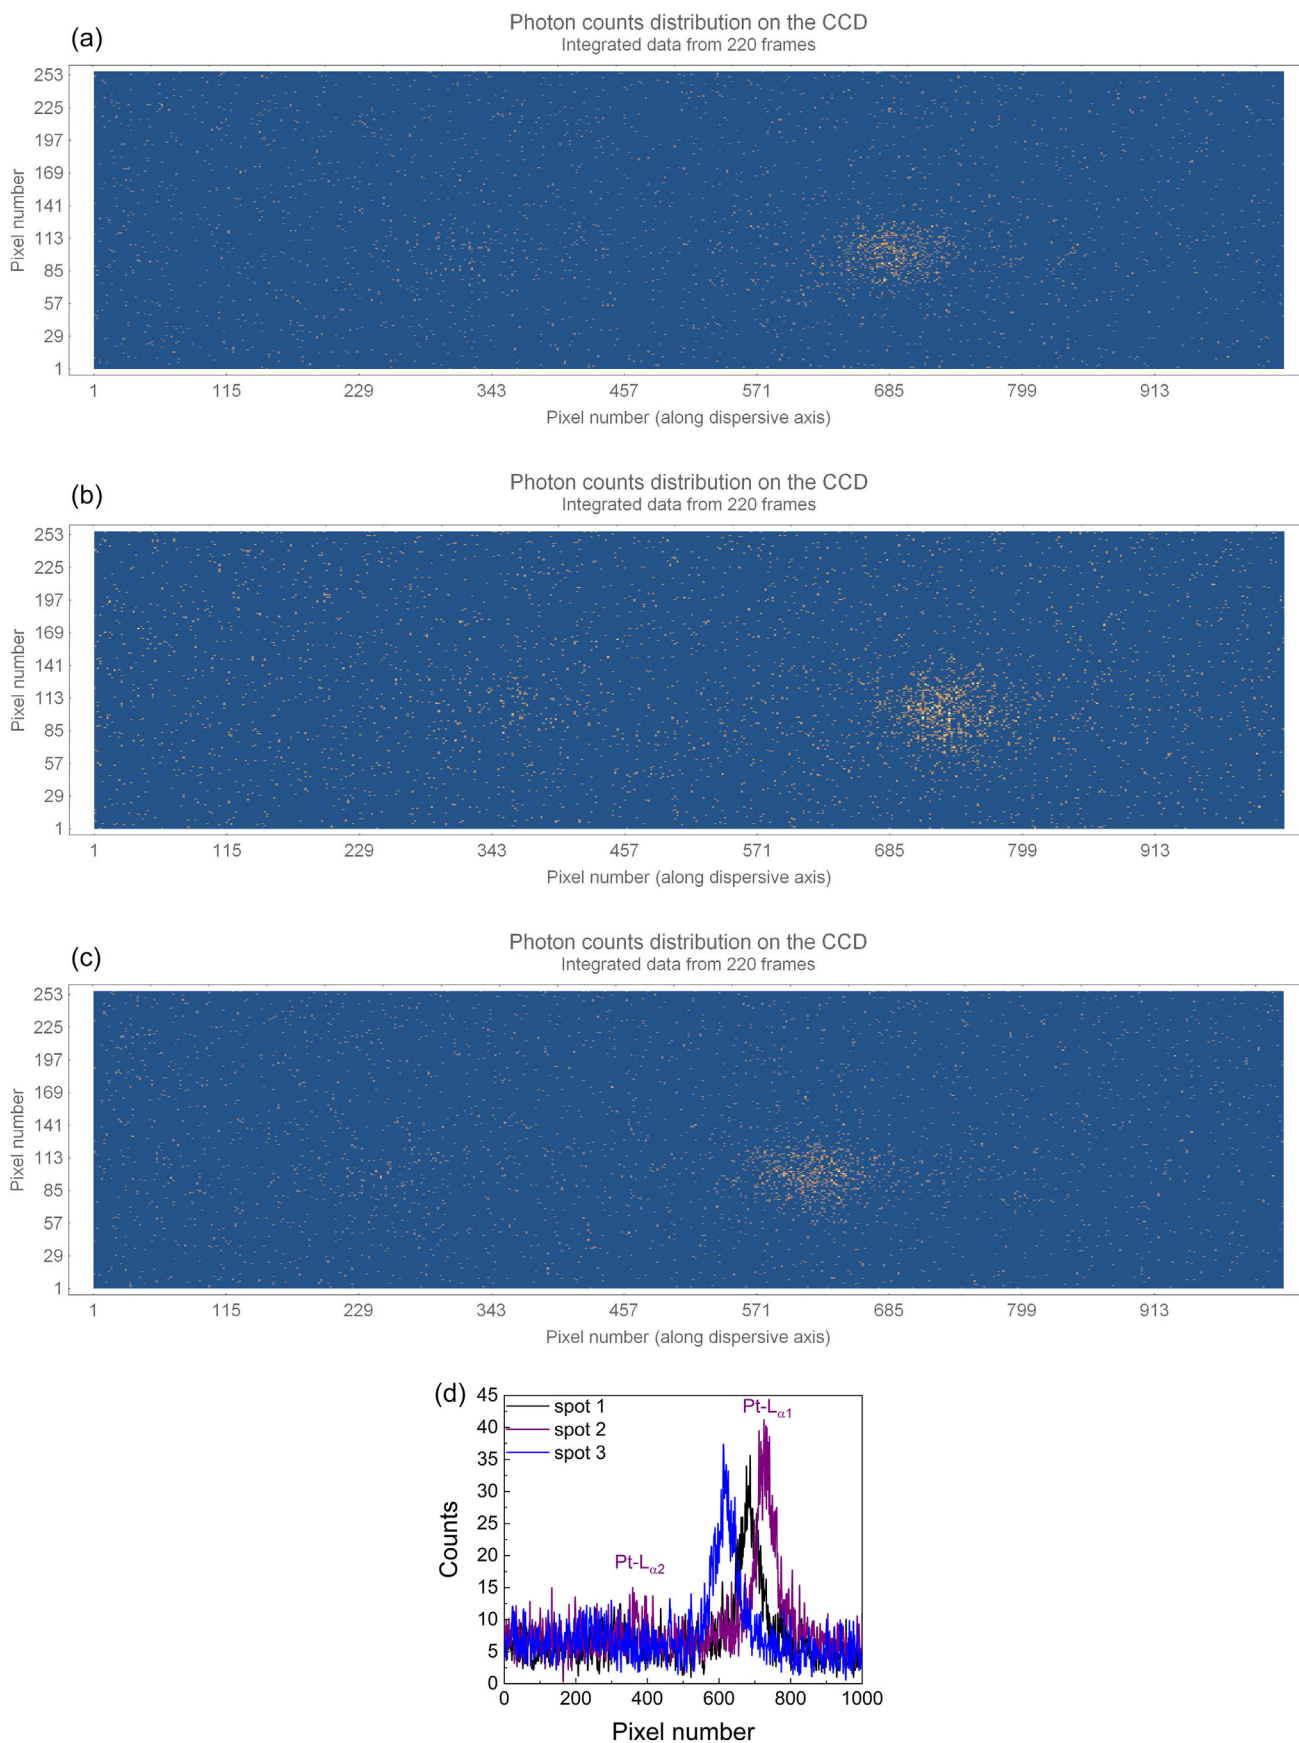 (a)
Photon counts distribution on the CCD
Integrated data from 220 frames
Pixel number
253
225
197
169
141
113
85
57
29
1
1 115 229 343 457 571 685 799 913
Pixel number (along dispersive axis)
(b)
Photon counts distribution on the CCD
Integrated data from 220 frames
Pixel number
253
225
197
169
141
113
85
57
29
1
1 115 229 343 457 571 685 799 913
Pixel number (along dispersive axis)
(c)
Photon counts distribution on the CCD
Integrated data from 220 frames
Pixel number
253
225
197
169
141
113
85
57
29
1
1 115 229 343 457 571 685 799 913
Pixel number (along dispersive axis)
(d)
Counts
45
40
35
30
25
20
15
10
5
0
spot 1
spot 2
spot 3
Pt-Lα1
Pt-Lα2
0 200 400 600 800 1000
Pixel number